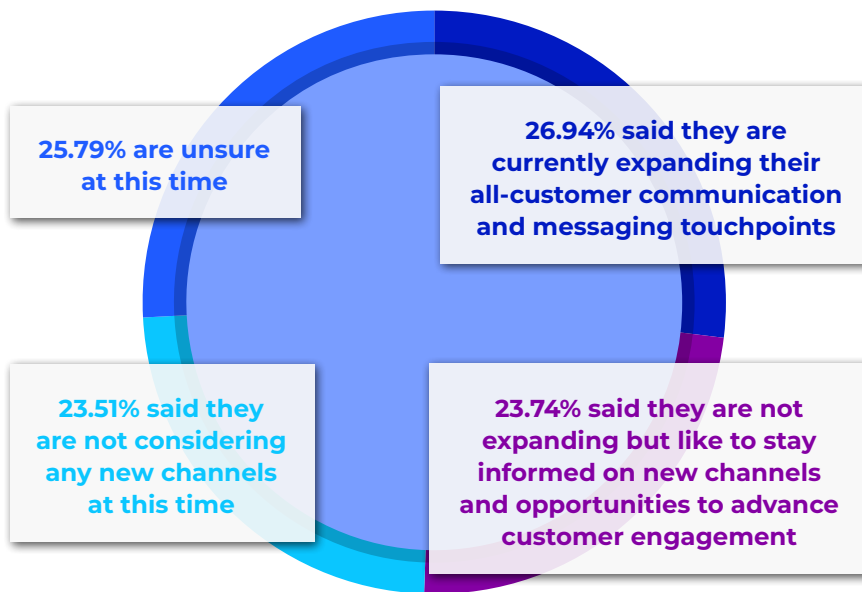 25.79% are unsure
at this time
26.94% said they are
currently expanding their
all-customer communication
and messaging touchpoints
23.51% said they
are not considering
any new channels
at this time
23.74% said they are not
expanding but like to stay
informed on new channels
and opportunities to advance
customer engagement